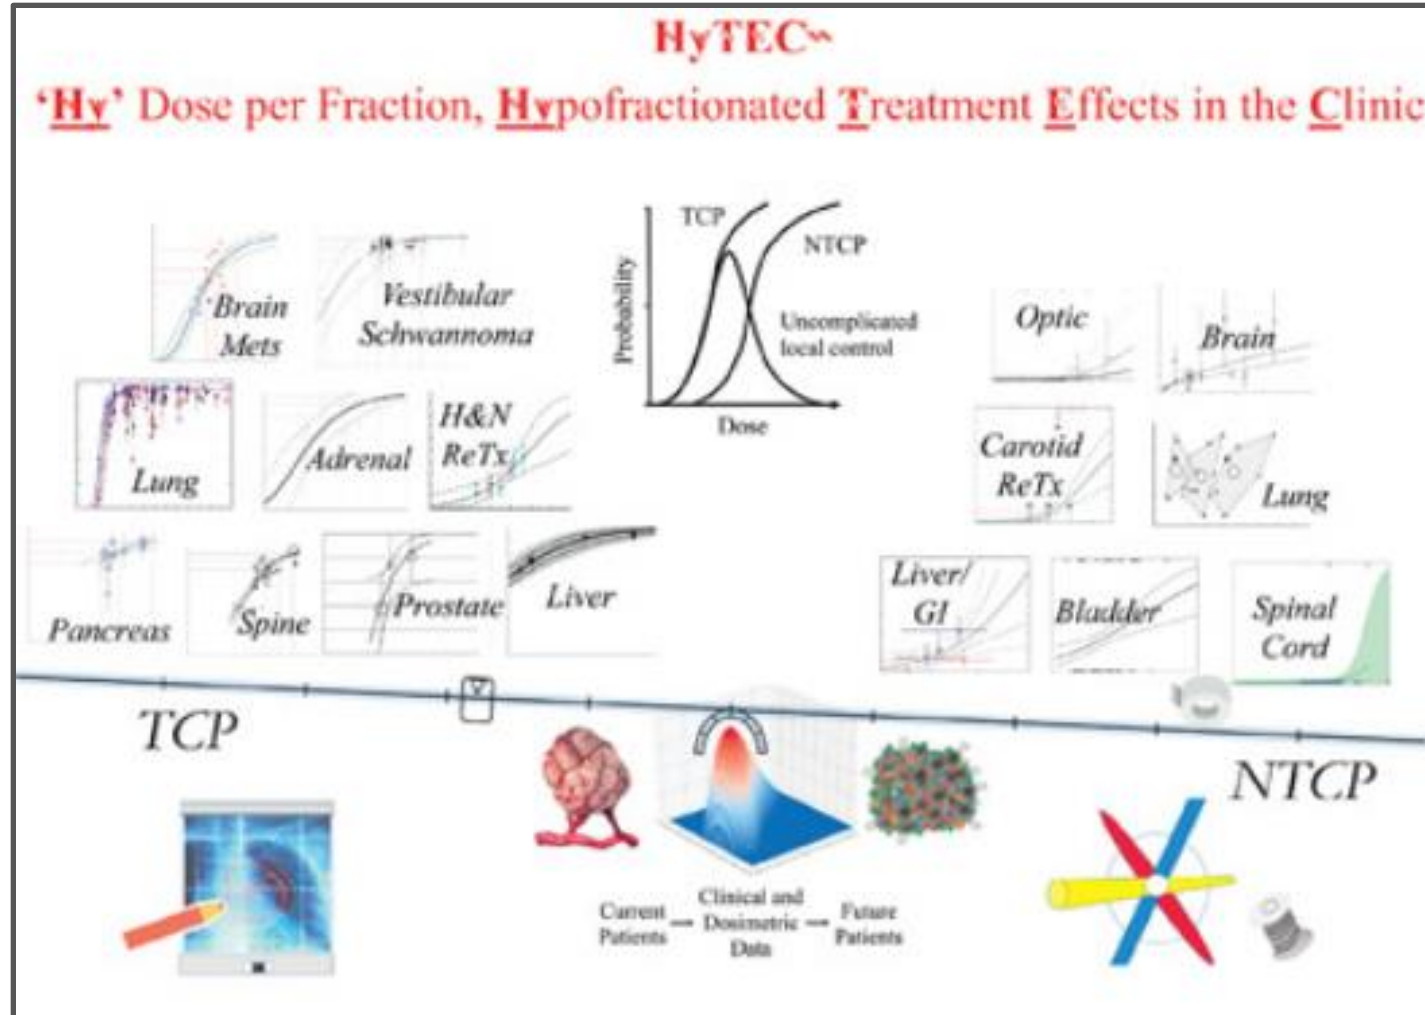 HyTEC~
'Hy' Dose per Fraction, Hypofractionated Treatment Effects in the Clinic
TCP
NTCP
Probability
Uncomplicated
local control
Dose
Brain
Mets
Vestibular
Schwannoma
Lung
Adrenal
H&N
ReTx
Pancreas
Spine
Prostate
Liver
Optic
Brain
Carotid
ReTx
Lung
Liver/
GI
Bladder
Spinal
Cord
TCP
NTCP
Current
Patients
→
Clinical and
Dosimetric
Data
→
Future
Patients